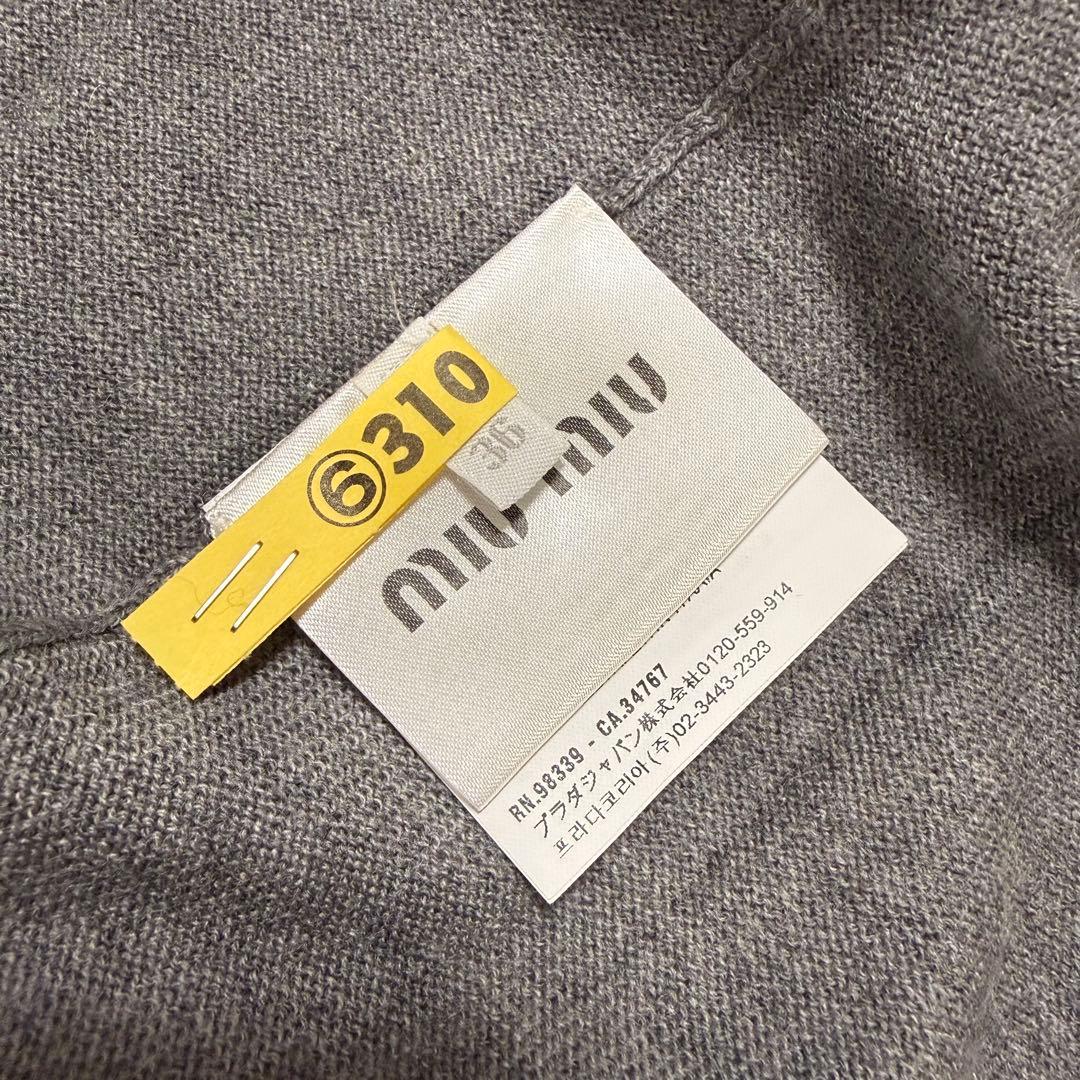 ⑥310
36
miu miu
RN.98339 - CA.34767
プラダジャパン株式会社0120-559-914
프라다코리아(주)02-3443-2323